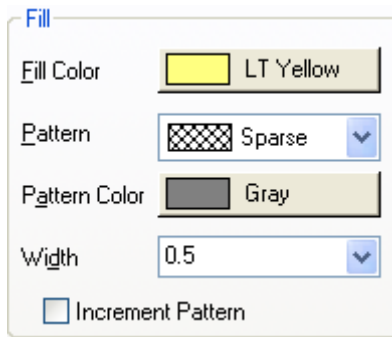 Fill
Fill Color LT Yellow
Pattern Sparse
Pattern Color Gray
Width 0.5
Increment Pattern